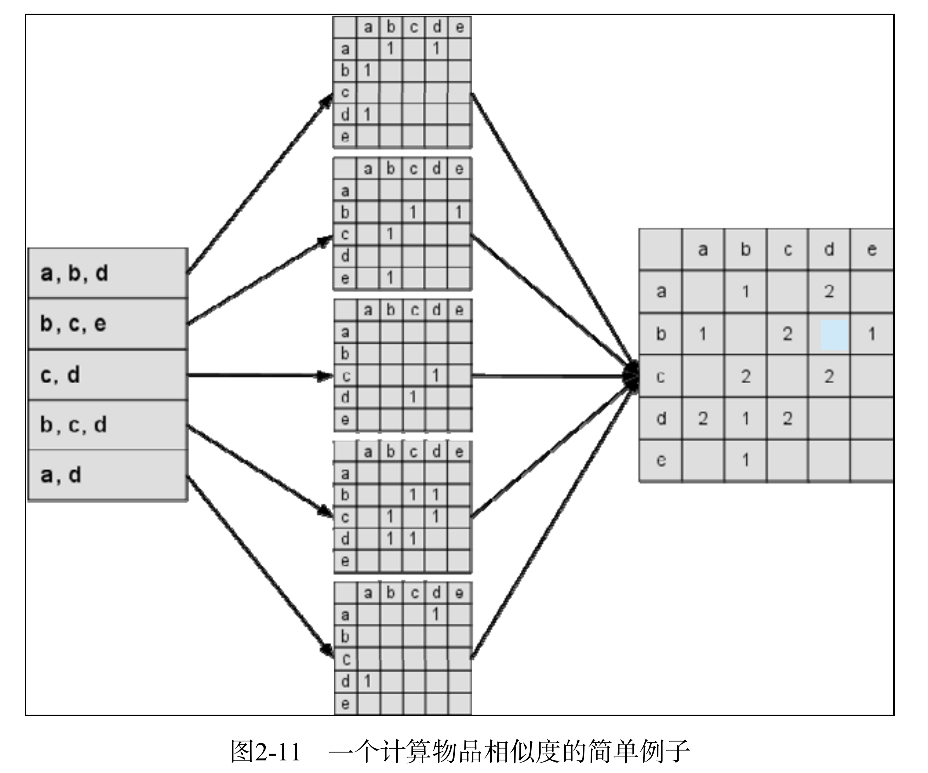 a, b, d
b, c, e
c, d
b, c, d
a, d
a b c d e
a 1 1
b 1
c
d 1
e
a b c d e
a
b 1 1
c 1
d
e 1
a b c d e
a
b
c 1
d 1
e
a b c d e
a
b 1 1
c 1 1
d 1 1
e
a b c d e
a 1
b
c
d 1
e
a b c d e
a 1 2
b 1 2 1
c 2 2
d 2 1 2
e 1
图2-11 一个计算物品相似度的简单例子